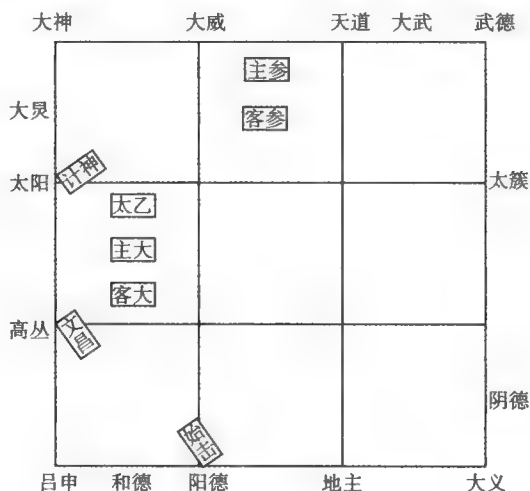 大神 大威 天道 大武 武德
主参
大炅
客参
计神
太阳 太簇
太乙
主大
客大
高丛 文昌
阴德
始击
吕申 和德 阳德 地主 大义